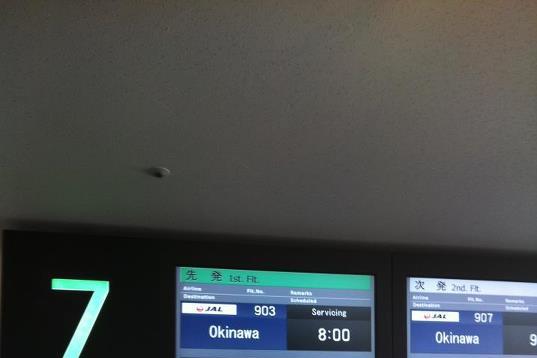 7
先 発 1st. Flt.
Airline Flt.No. Remarks
Destination Scheduled
JAL 903 Servicing
Okinawa 8:00
次 発 2nd. Flt.
Airline Flt.No. Remarks
Destination Scheduled
JAL 907
Okinawa 9